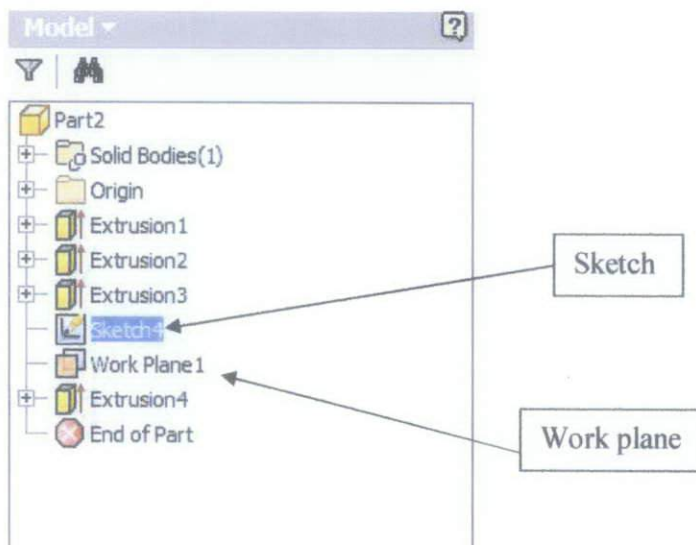 Model
Part2
Solid Bodies(1)
Origin
Extrusion1
Extrusion2
Extrusion3
Sketch4
Work Plane1
Extrusion4
End of Part
Sketch
Work plane